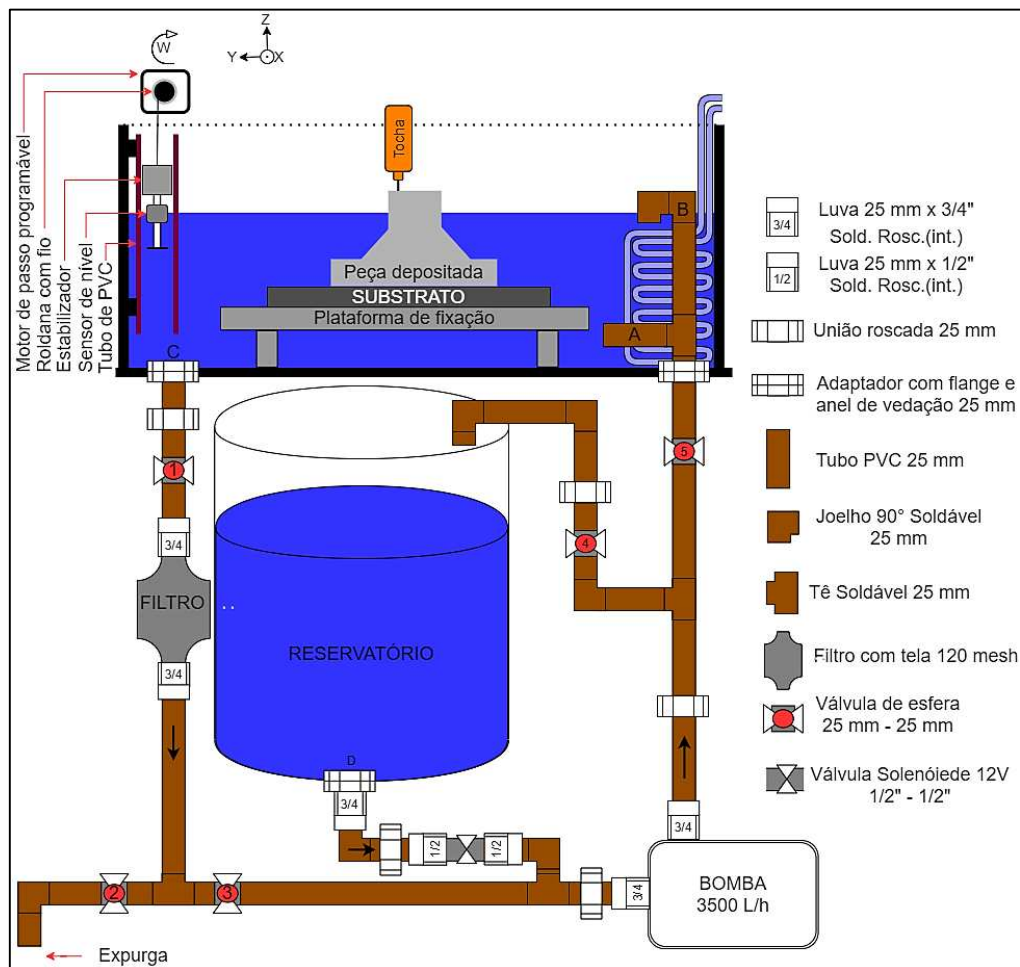 W
Z
Y
X
Motor de passo programável
Roldana com fio
Estabilizador
Sensor de nível
Tubo de PVC
Tocha
Peça depositada
SUBSTRATO
Plataforma de fixação
A
B
C
1
3/4
FILTRO
3/4
RESERVATÓRIO
D
3/4
1/2
1/2
4
5
3/4
3/4
BOMBA
3500 L/h
2
3
Expurga
3/4
Luva 25 mm x 3/4"
Sold. Rosc.(int.)
1/2
Luva 25 mm x 1/2"
Sold. Rosc.(int.)
União roscada 25 mm
Adaptador com flange e
anel de vedação 25 mm
Tubo PVC 25 mm
Joelho 90° Soldável
25 mm
Tê Soldável 25 mm
Filtro com tela 120 mesh
Válvula de esfera
25 mm - 25 mm
Válvula Solenóiede 12V
1/2" - 1/2"